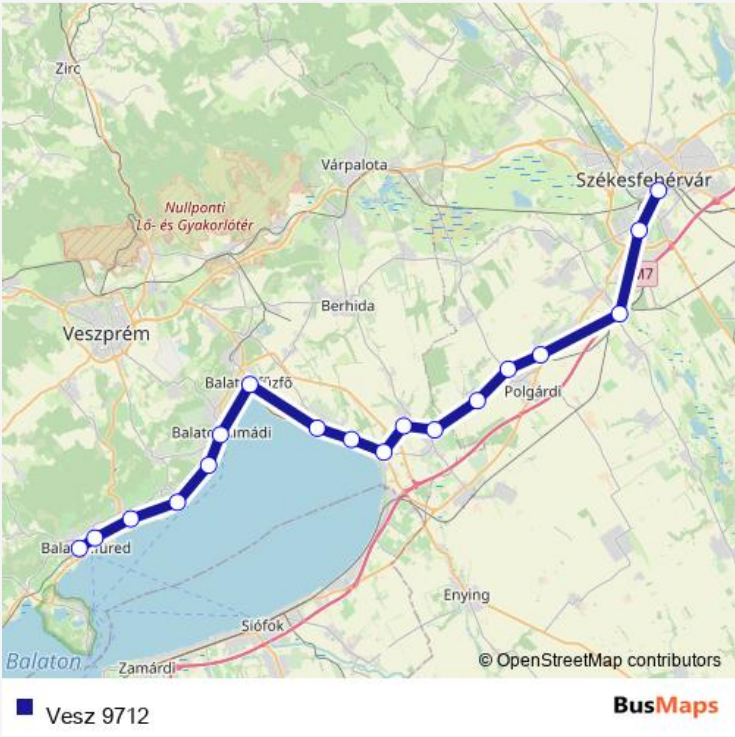 Zirc
Várpalota
Székesfehérvár
Nullponti
Lő- és Gyakorlótér
M7
Berhida
Veszprém
Polgárdi
Enying
Siófok
Balaton
Zamárdi
© OpenStreetMap contributors
Vesz 9712
BusMaps